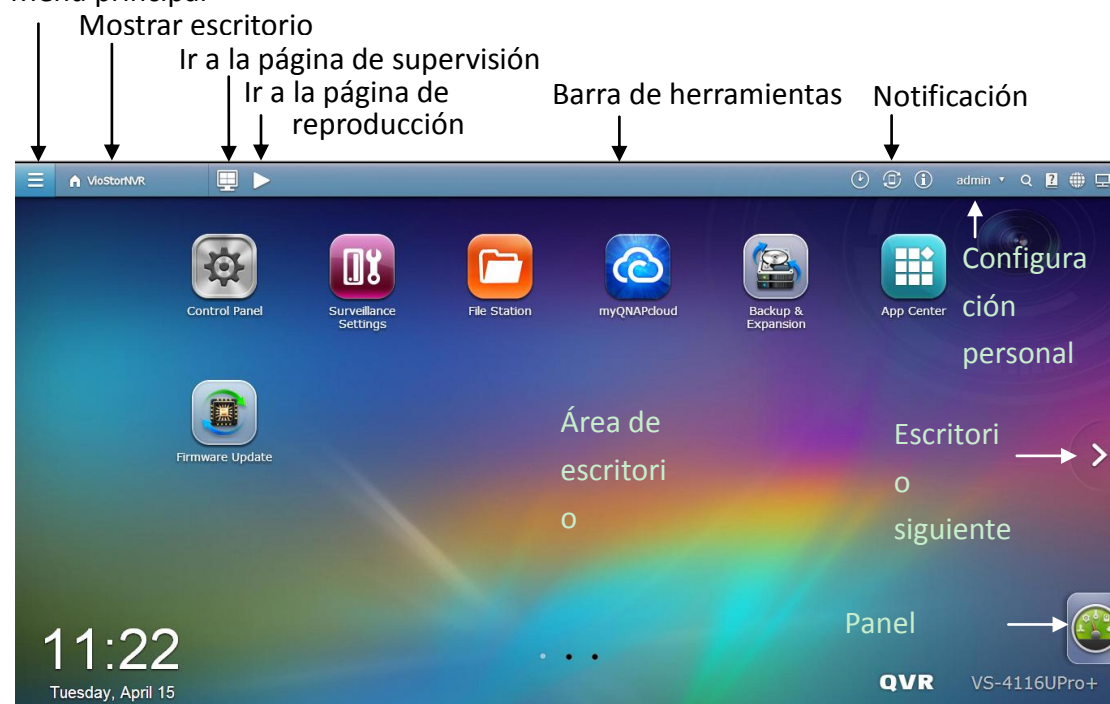 Menú principal
Mostrar escritorio
Ir a la página de supervisión
Ir a la página de
reproducción
Barra de herramientas
Notificación
VioStorNVR
admin
Configura
ción
personal
Control Panel
Surveillance
Settings
File Station
myQNAPcloud
Backup &
Expansion
App Center
Firmware Update
Área de
escritori
o
Escritori
o
siguiente
Panel
11:22
Tuesday, April 15
QVR
VS-4116UPro+